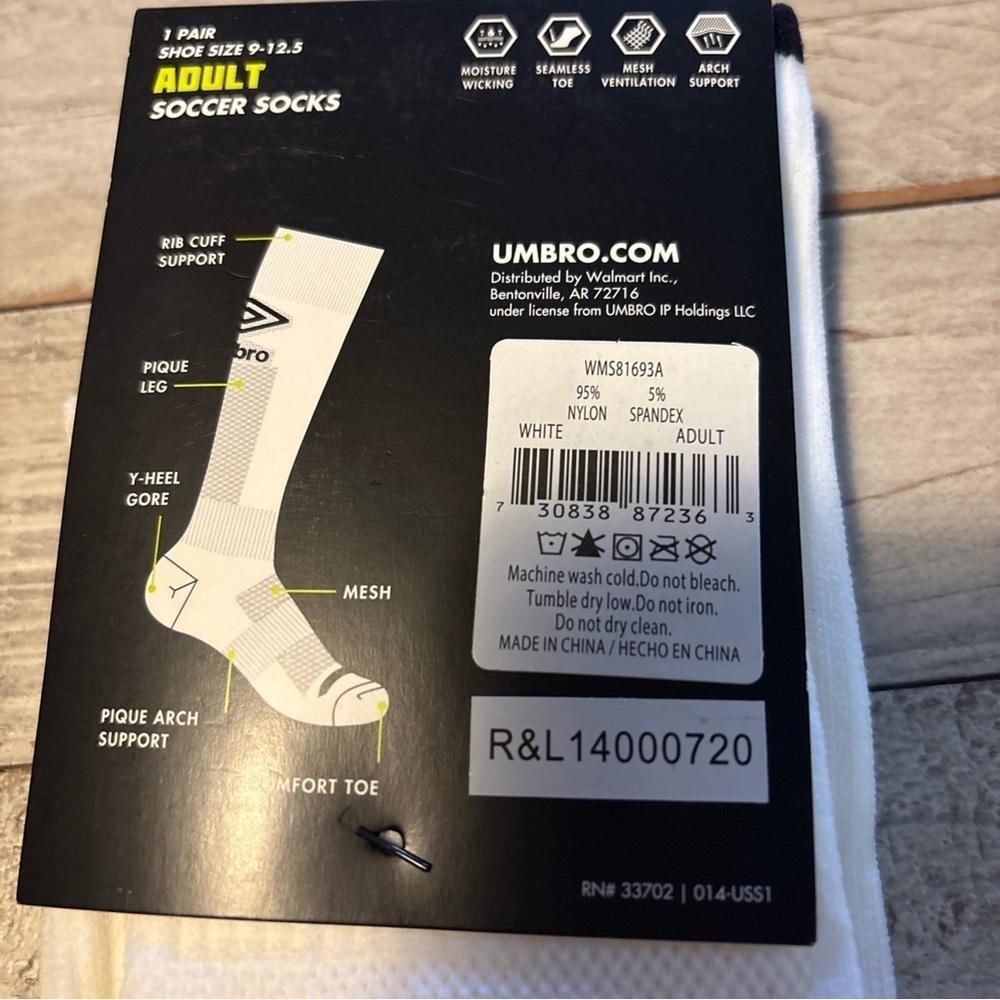 1 PAIR
SHOE SIZE 9-12.5
ADULT
SOCCER SOCKS
MOISTURE
WICKING
SEAMLESS
TOE
MESH
VENTILATION
ARCH
SUPPORT
RIB CUFF
SUPPORT
bro
PIQUE
LEG
Y-HEEL
GORE
MESH
PIQUE ARCH
SUPPORT
MFORT TOE
UMBRO.COM
Distributed by Walmart Inc.,
Bentonville, AR 72716
under license from UMBRO IP Holdings LLC
WMS81693A
95% 5%
NYLON SPANDEX
WHITE ADULT
7 30838 87236 3
Machine wash cold.Do not bleach.
Tumble dry low.Do not iron.
Do not dry clean.
MADE IN CHINA / HECHO EN CHINA
R&L14000720
RN# 33702 | 014-USS1